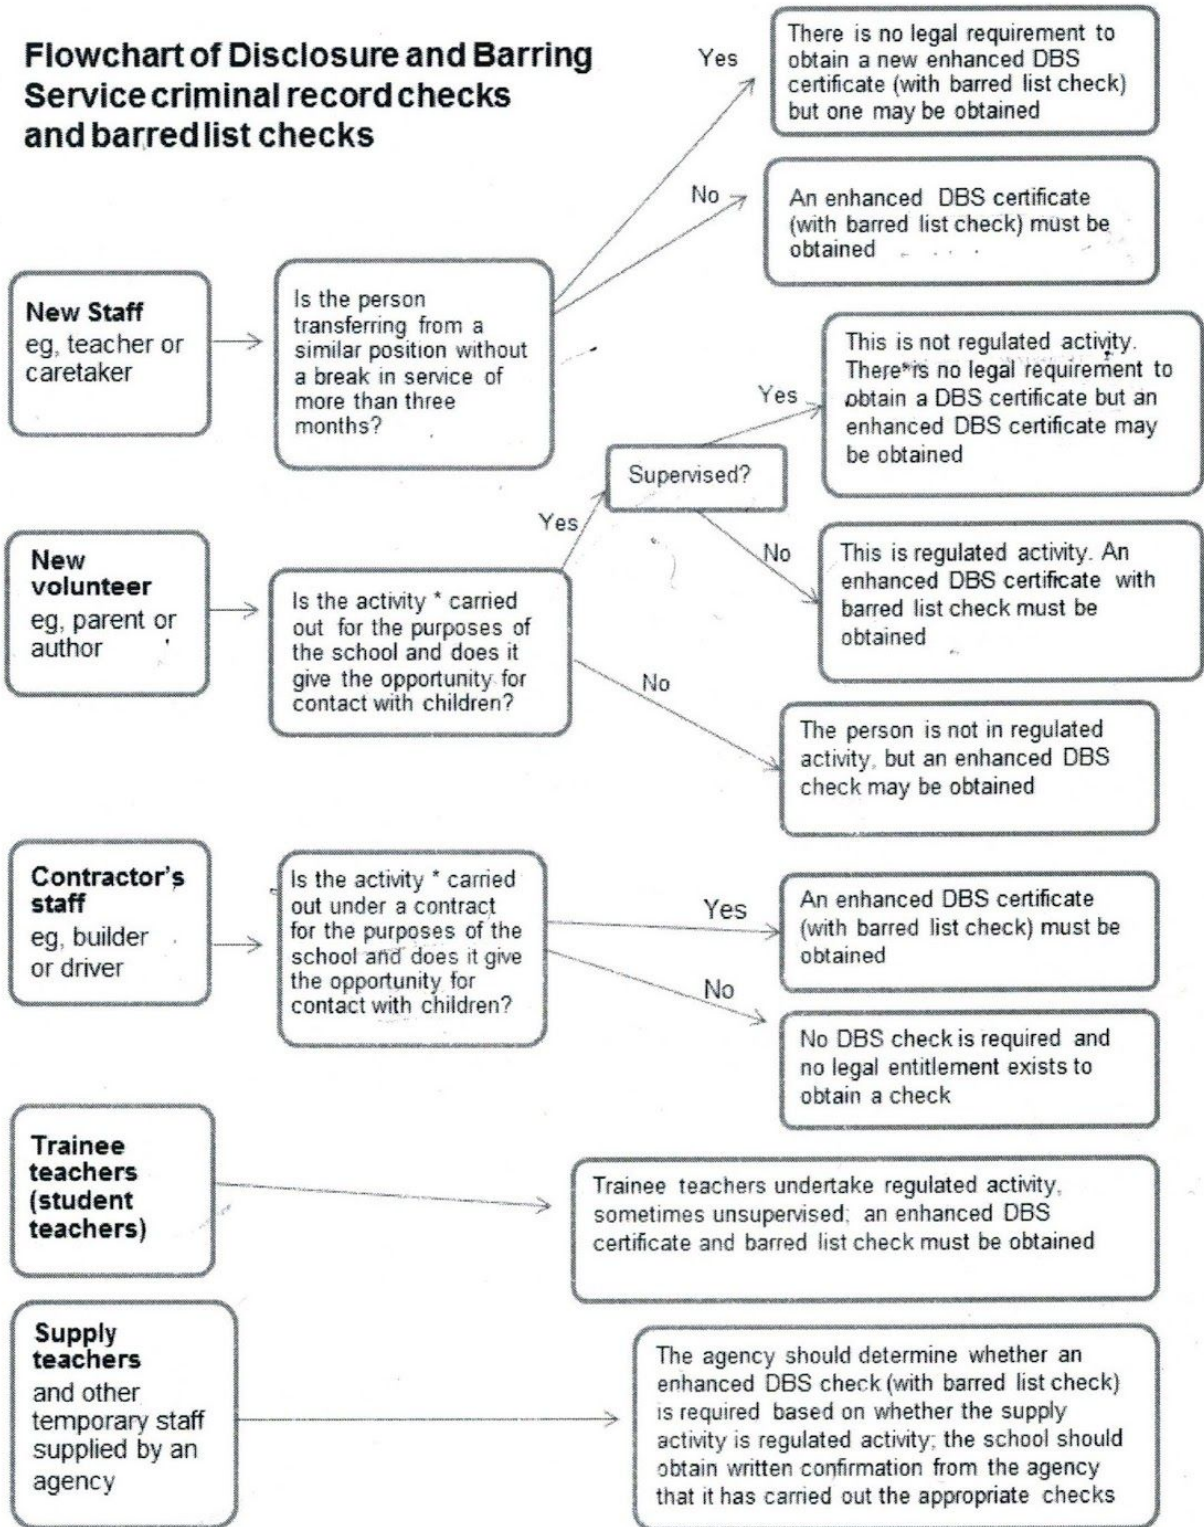 Flowchart of Disclosure and Barring
Service criminal record checks
and barred list checks
New Staff
eg, teacher or
caretaker
Is the person
transferring from a
similar position without
a break in service of
more than three
months?
Yes
There is no legal requirement to
obtain a new enhanced DBS
certificate (with barred list check)
but one may be obtained
No
An enhanced DBS certificate
(with barred list check) must be
obtained
New
volunteer
eg, parent or
author
Is the activity * carried
out for the purposes of
the school and does it
give the opportunity for
contact with children?
Yes
Supervised?
Yes
This is not regulated activity.
There is no legal requirement to
obtain a DBS certificate but an
enhanced DBS certificate may
be obtained
No
This is regulated activity. An
enhanced DBS certificate with
barred list check must be
obtained
No
The person is not in regulated
activity, but an enhanced DBS
check may be obtained
Contractor's
staff
eg, builder
or driver
Is the activity * carried
out under a contract
for the purposes of the
school and does it give
the opportunity for
contact with children?
Yes
An enhanced DBS certificate
(with barred list check) must be
obtained
No
No DBS check is required and
no legal entitlement exists to
obtain a check
Trainee
teachers
(student
teachers)
Trainee teachers undertake regulated activity,
sometimes unsupervised; an enhanced DBS
certificate and barred list check must be obtained
Supply
teachers
and other
temporary staff
supplied by an
agency
The agency should determine whether an
enhanced DBS check (with barred list check)
is required based on whether the supply
activity is regulated activity; the school should
obtain written confirmation from the agency
that it has carried out the appropriate checks